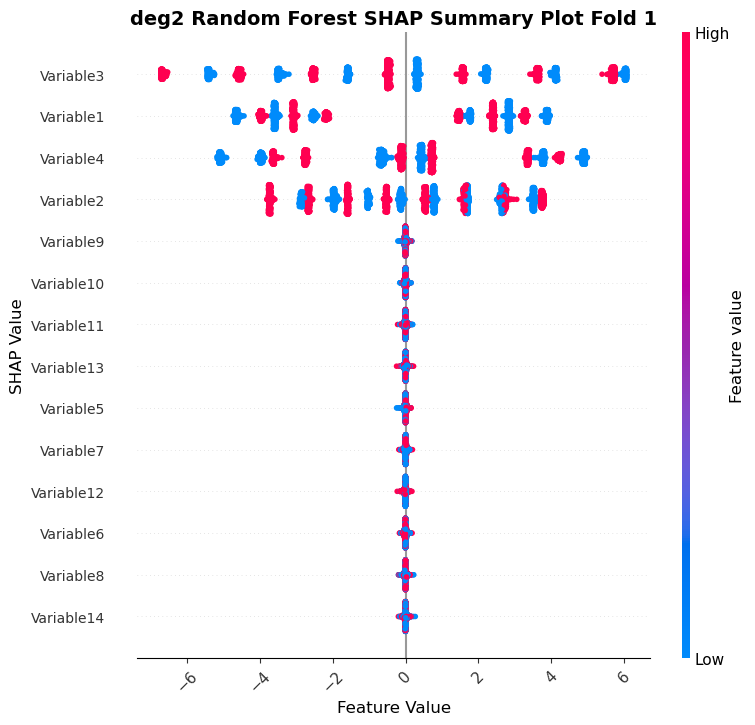 deg2 Random Forest SHAP Summary Plot Fold 1
High
Variable3
Variable1
Variable4
Variable2
Variable9
Variable10
Variable11
Variable13
Variable5
Variable7
Variable12
Variable6
Variable8
Variable14
SHAP Value
Feature value
Low
−6
−4
−2
0
2
4
6
Feature Value